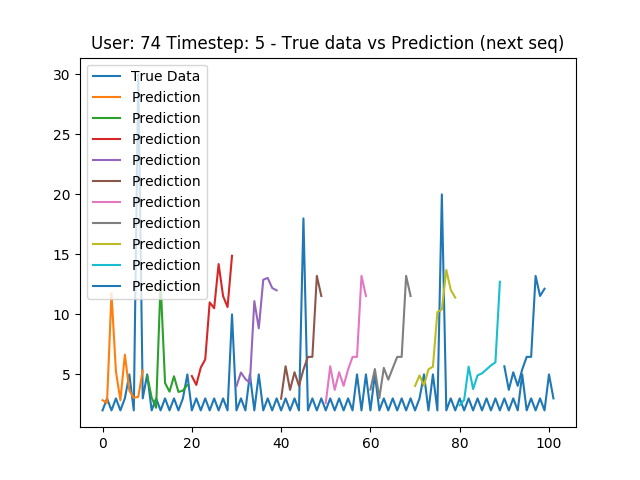 User: 74 Timestep: 5 - True data vs Prediction (next seq)
30
25
20
15
10
5
True Data
Prediction
Prediction
Prediction
Prediction
Prediction
Prediction
Prediction
Prediction
Prediction
Prediction
0 20 40 60 80 100